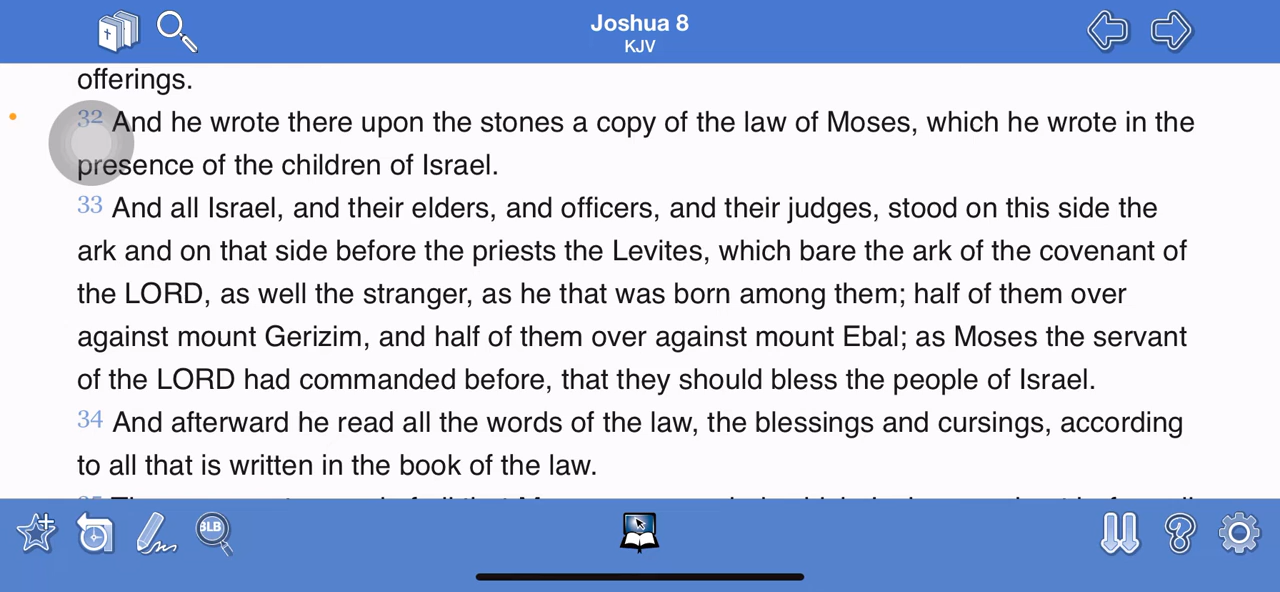 Joshua 8
KJV
offerings.
32 And he wrote there upon the stones a copy of the law of Moses, which he wrote in the
presence of the children of Israel.
33 And all Israel, and their elders, and officers, and their judges, stood on this side the
ark and on that side before the priests the Levites, which bare the ark of the covenant of
the LORD, as well the stranger, as he that was born among them; half of them over
against mount Gerizim, and half of them over against mount Ebal; as Moses the servant
of the LORD had commanded before, that they should bless the people of Israel.
34 And afterward he read all the words of the law, the blessings and cursings, according
to all that is written in the book of the law.
BLB